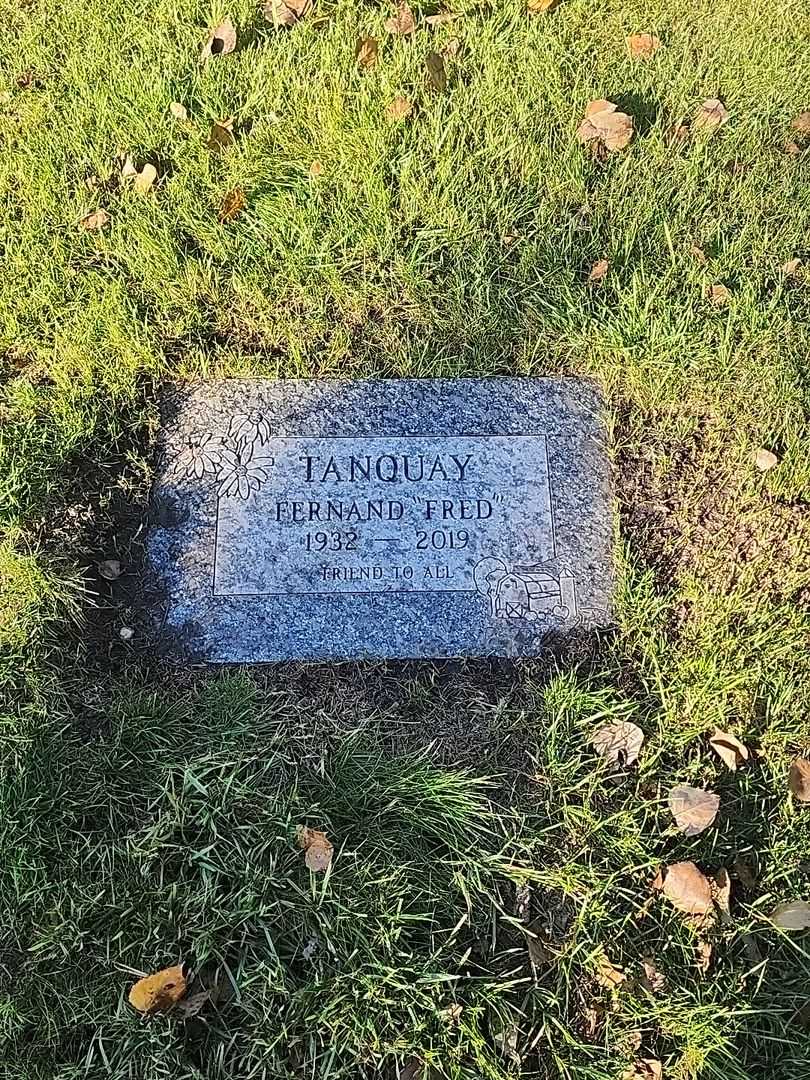 TANQUAY
FERNAND "FRED"
1932 — 2019
FRIEND TO ALL